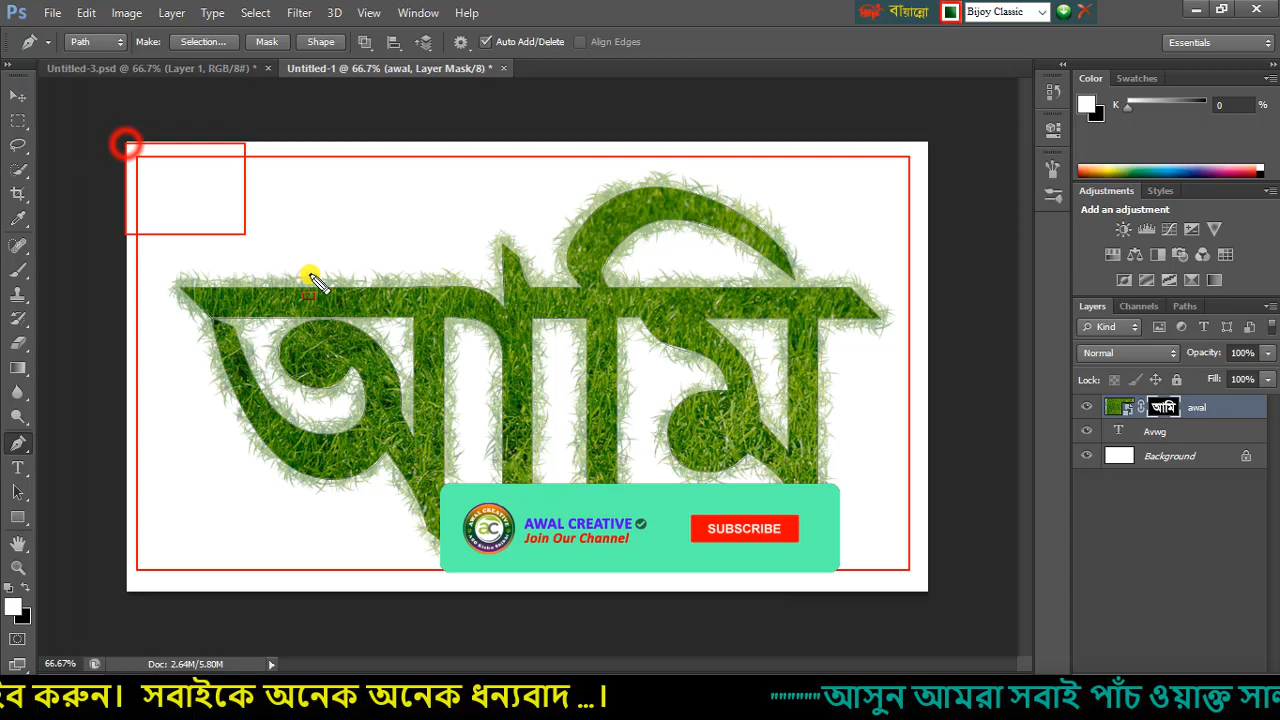 Ps File Edit Image Layer Type Select Filter 3D View Window Help
বাঁয়ান্নো Bijoy Classic
Path Make: Selection... Mask Shape Auto Add/Delete Align Edges Essentials
Untitled-3.psd @ 66.7% (Layer 1, RGB/8#) * × Untitled-1 @ 66.7% (awal, Layer Mask/8) * ×
Color Swatches
K 0 %
Adjustments Styles
Add an adjustment
আমি
Layers Channels Paths
Kind
Normal Opacity: 100%
Lock: Fill: 100%
আমি awal
T Avwg
Background
AWAL CREATIVE
Join Our Channel
SUBSCRIBE
AWAL CREATIVE
ac
66.67% Doc: 2.64M/5.80M
করুন। সবাইকে অনেক অনেক ধন্যবাদ ...। """"""আসুন আমরা সবাই পাঁচ ওয়াক্ত